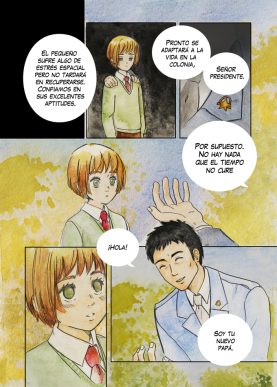 EL PEQUEÑO
SUFRE ALGO DE
ESTRÉS ESPACIAL
PERO NO TARDARÁ
EN RECUPERARSE.
CONFIAMOS EN
SUS EXCELENTES
APTITUDES.
PRONTO SE
ADAPTARÁ A
LA VIDA EN LA
COLONIA,
SEÑOR
PRESIDENTE.
POR SUPUESTO.
NO HAY NADA
QUE EL TIEMPO
NO CURE
¡HOLA!
SOY TU
NUEVO
PAPÁ.